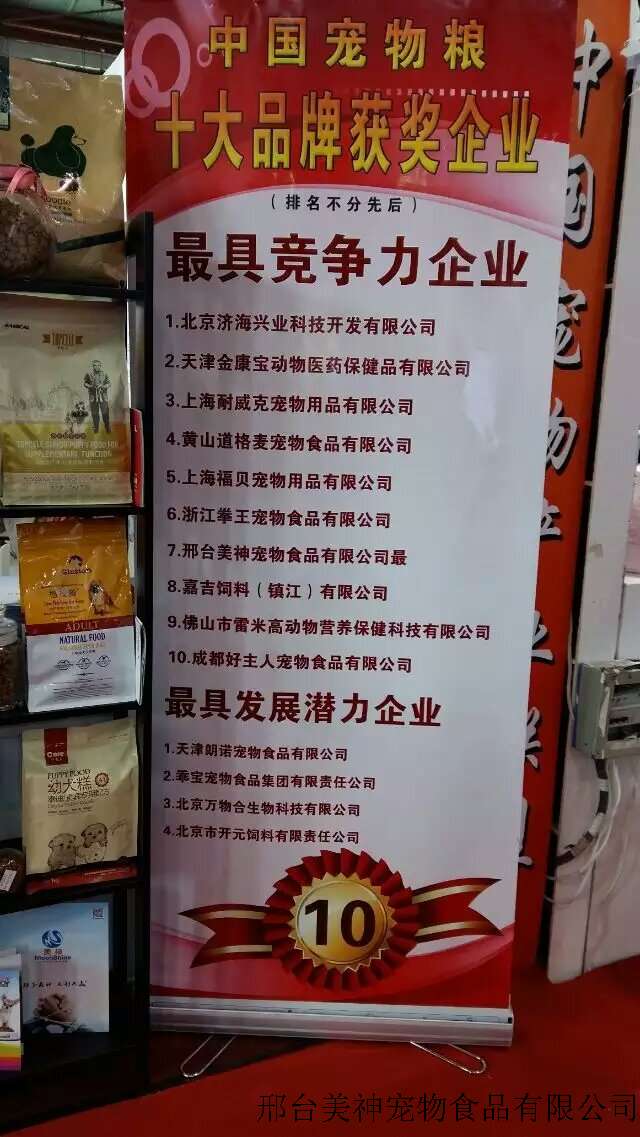 中国宠物粮
十大品牌获奖企业
（排名不分先后）
最具竞争力企业
1.北京济海兴业科技开发有限公司
2.天津金康宝动物医药保健品有限公司
3.上海耐威克宠物用品有限公司
4.黄山道格麦宠物食品有限公司
5.上海福贝宠物用品有限公司
6.浙江拳王宠物食品有限公司
7.邢台美神宠物食品有限公司最
8.嘉吉饲料（镇江）有限公司
9.佛山市雷米高动物营养保健科技有限公司
10.成都好主人宠物食品有限公司
最具发展潜力企业
1.天津朗诺宠物食品有限公司
2.乖宝宠物食品集团有限责任公司
3.北京万物合生物科技有限公司
4.北京市开元饲料有限责任公司
10
中国宠物
SUPPLEMENTARY FUNCTION
ADULT
NATURAL FOOD
PUPPY FOOD
幼犬糕
MoonShine
邢台美神宠物食品有限公司